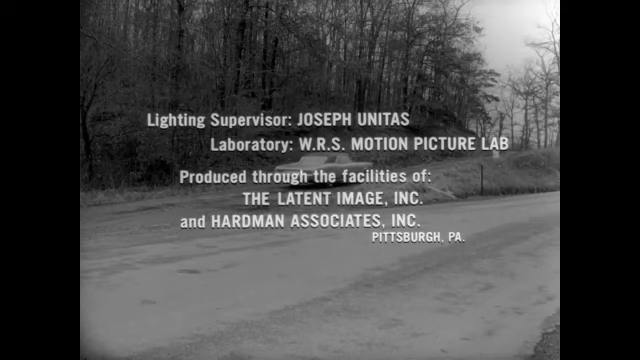 Lighting Supervisor: JOSEPH UNITAS
Laboratory: W.R.S. MOTION PICTURE LAB
Produced through the facilities of:
THE LATENT IMAGE, INC.
and HARDMAN ASSOCIATES, INC.
PITTSBURGH, PA.